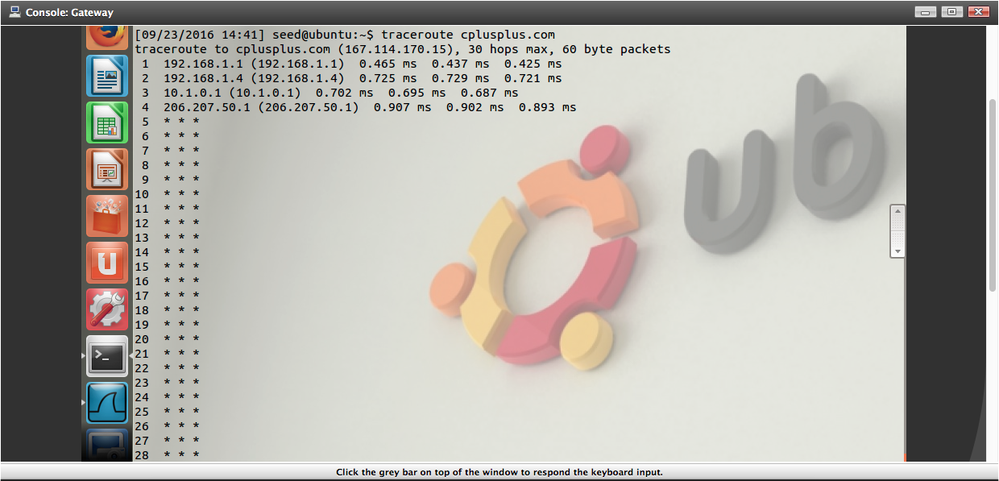 Console: Gateway
[09/23/2016 14:41] seed@ubuntu:~$ traceroute cplusplus.com
traceroute to cplusplus.com (167.114.170.15), 30 hops max, 60 byte packets
 1  192.168.1.1 (192.168.1.1)  0.465 ms  0.437 ms  0.425 ms
 2  192.168.1.4 (192.168.1.4)  0.725 ms  0.729 ms  0.721 ms
 3  10.1.0.1 (10.1.0.1)  0.702 ms  0.695 ms  0.687 ms
 4  206.207.50.1 (206.207.50.1)  0.907 ms  0.902 ms  0.893 ms
 5  * * *
 6  * * *
 7  * * *
 8  * * *
 9  * * *
10  * * *
11  * * *
12  * * *
13  * * *
14  * * *
15  * * *
16  * * *
17  * * *
18  * * *
19  * * *
20  * * *
21  * * *
22  * * *
23  * * *
24  * * *
25  * * *
26  * * *
27  * * *
28  * * *
ub
Click the grey bar on top of the window to respond the keyboard input.